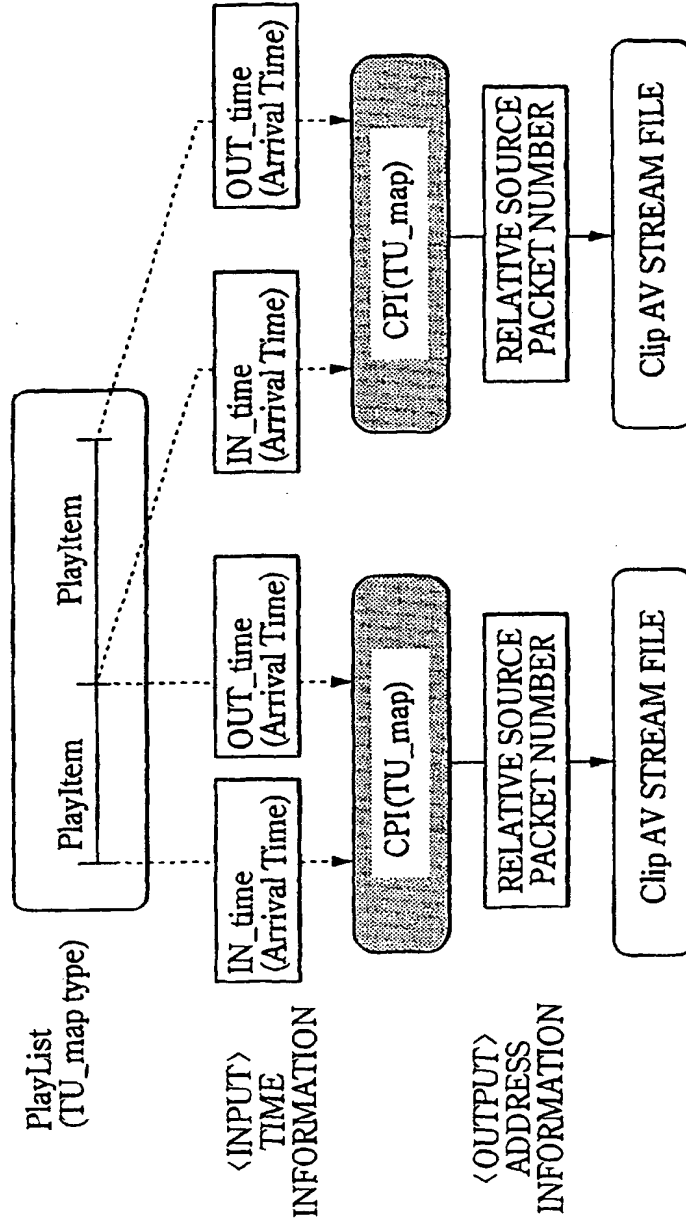 PlayList
(TU_map type)
PlayItem
PlayItem
<INPUT>
TIME
INFORMATION
IN_time
(Arrival Time)
OUT_time
(Arrival Time)
IN_time
(Arrival Time)
OUT_time
(Arrival Time)
CPI(TU_map)
CPI(TU_map)
<OUTPUT>
ADDRESS
INFORMATION
RELATIVE SOURCE
PACKET NUMBER
RELATIVE SOURCE
PACKET NUMBER
Clip AV STREAM FILE
Clip AV STREAM FILE